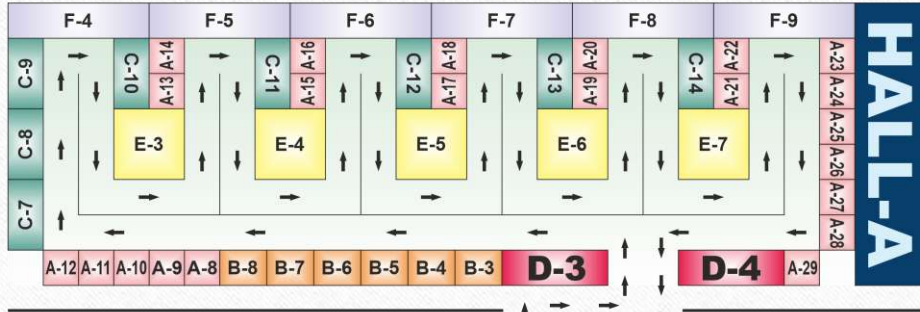 F-4 F-5 F-6 F-7 F-8 F-9
HALL-A
C-9 C-10 A-14 C-11 A-16 C-12 A-18 C-13 A-20 C-14 A-22 A-23
A-13 A-15 A-17 A-19 A-21 A-24
C-8 E-3 E-4 E-5 E-6 E-7 A-25
A-26
C-7 A-27
A-28
A-12 A-11 A-10 A-9 A-8 B-8 B-7 B-6 B-5 B-4 B-3 D-3 D-4 A-29